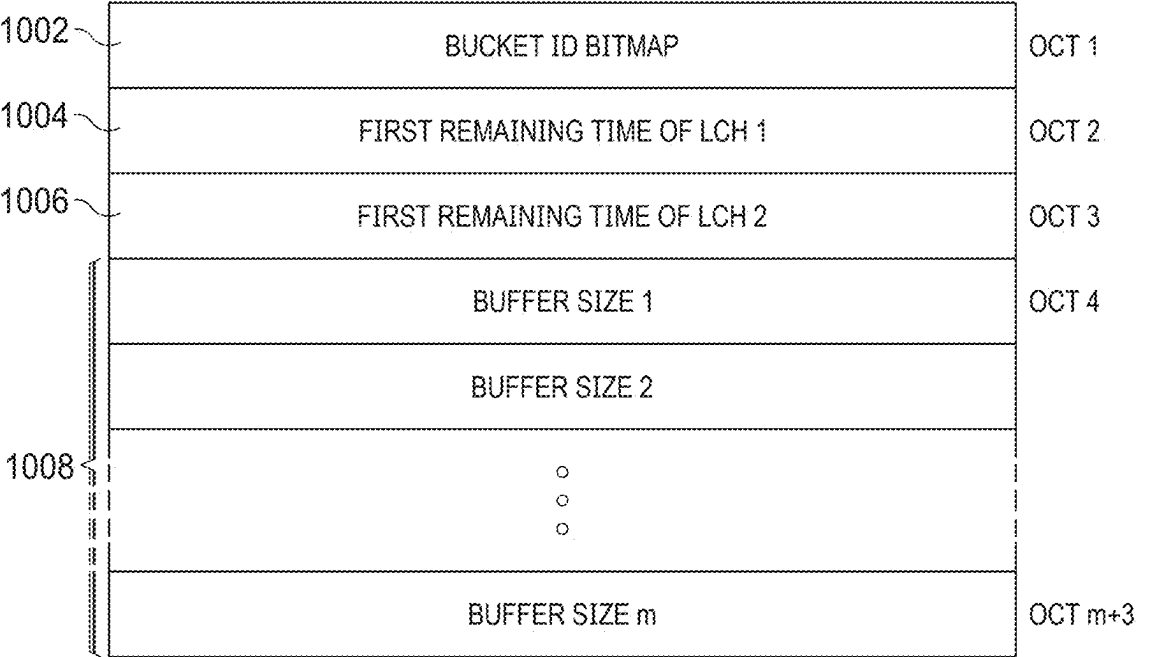 1002 BUCKET ID BITMAP OCT 1
1004 FIRST REMAINING TIME OF LCH 1 OCT 2
1006 FIRST REMAINING TIME OF LCH 2 OCT 3
BUFFER SIZE 1 OCT 4
BUFFER SIZE 2
1008
BUFFER SIZE m OCT m+3